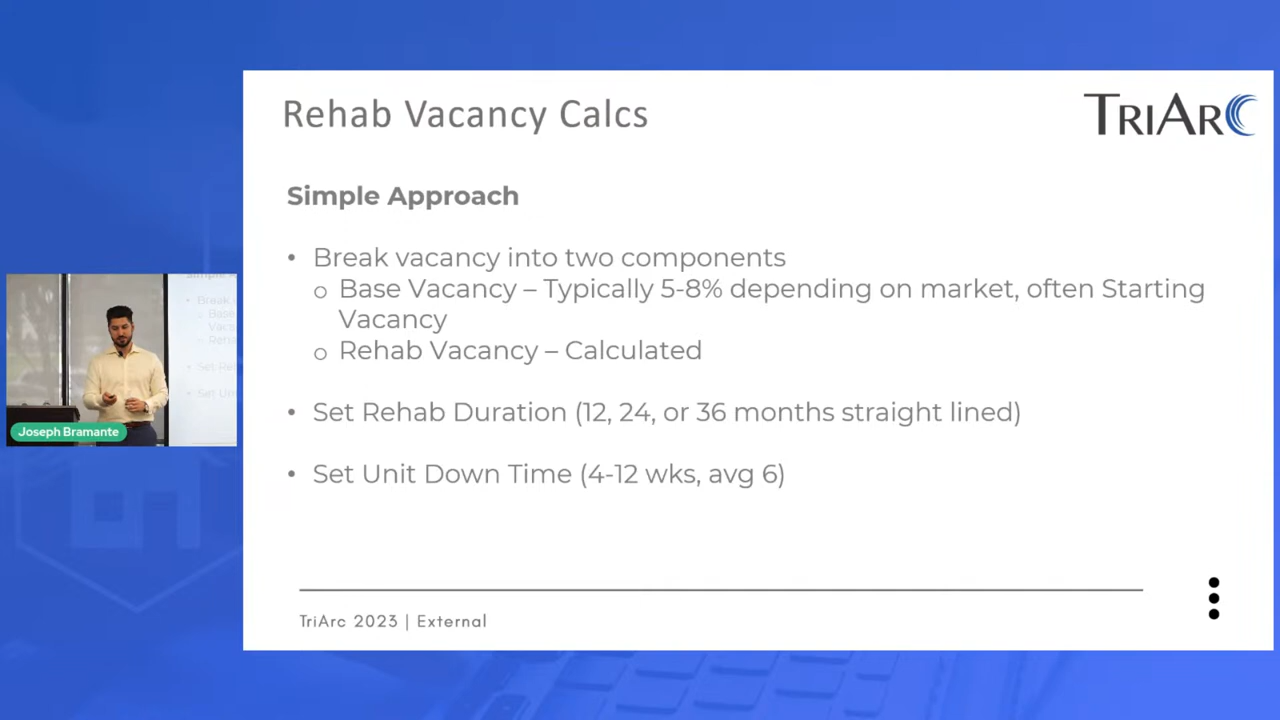 Rehab Vacancy Calcs
TRIARC
Simple Approach
• Break vacancy into two components
o Base Vacancy – Typically 5-8% depending on market, often Starting
Vacancy
o Rehab Vacancy – Calculated
• Set Rehab Duration (12, 24, or 36 months straight lined)
• Set Unit Down Time (4-12 wks, avg 6)
TriArc 2023 | External
Joseph Bramante